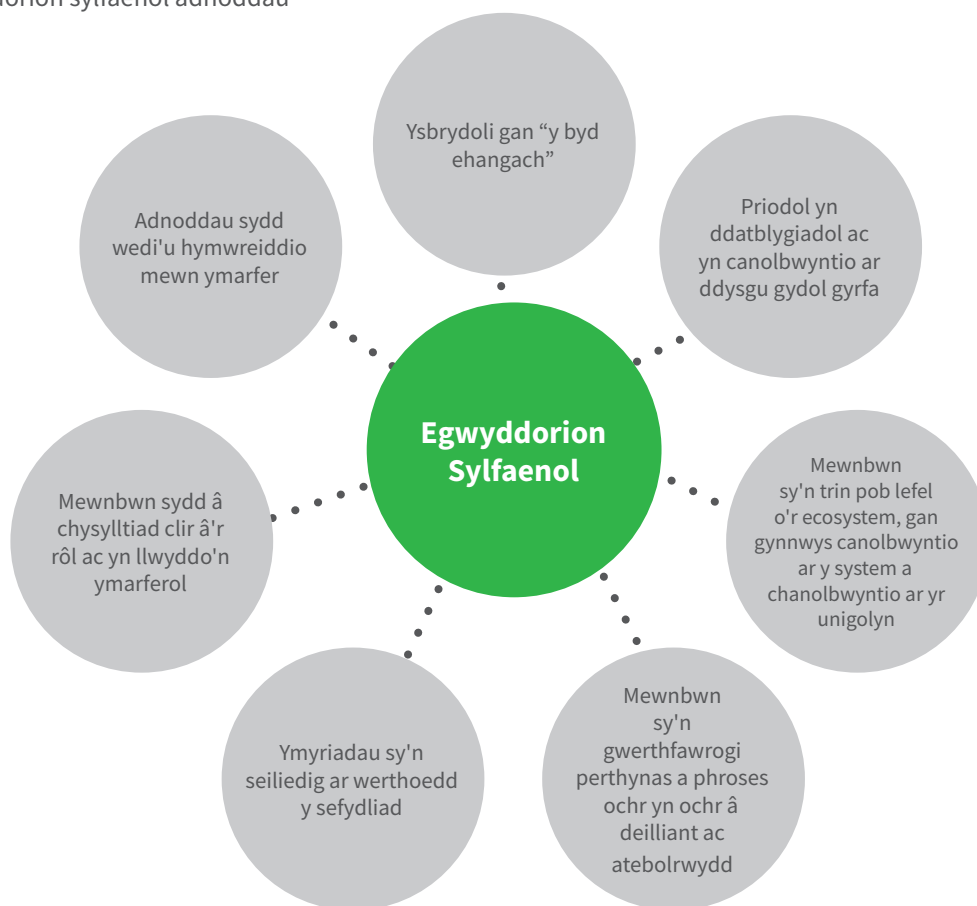 sylfaenol adnoddau
Ysbrydoli gan “y byd
ehangach”
Priodol yn
ddatblygiadol ac
yn canolbwyntio ar
ddysgu gydol gyrfa
Mewnbwn
sy'n trin pob lefel
o'r ecosystem, gan
gynnwys canolbwyntio
ar y system a
chanolbwyntio ar yr
unigolyn
Mewnbwn
sy'n
gwerthfawrogi
perthynas a phroses
ochr yn ochr â
deilliant ac
atebolrwydd
Ymyriadau sy'n
seiliedig ar werthoedd
y sefydliad
Mewnbwn sydd â
chysylltiad clir â'r
rôl ac yn llwyddo'n
ymarferol
Adnoddau sydd
wedi'u hymwreiddio
mewn ymarfer
Egwyddorion
Sylfaenol